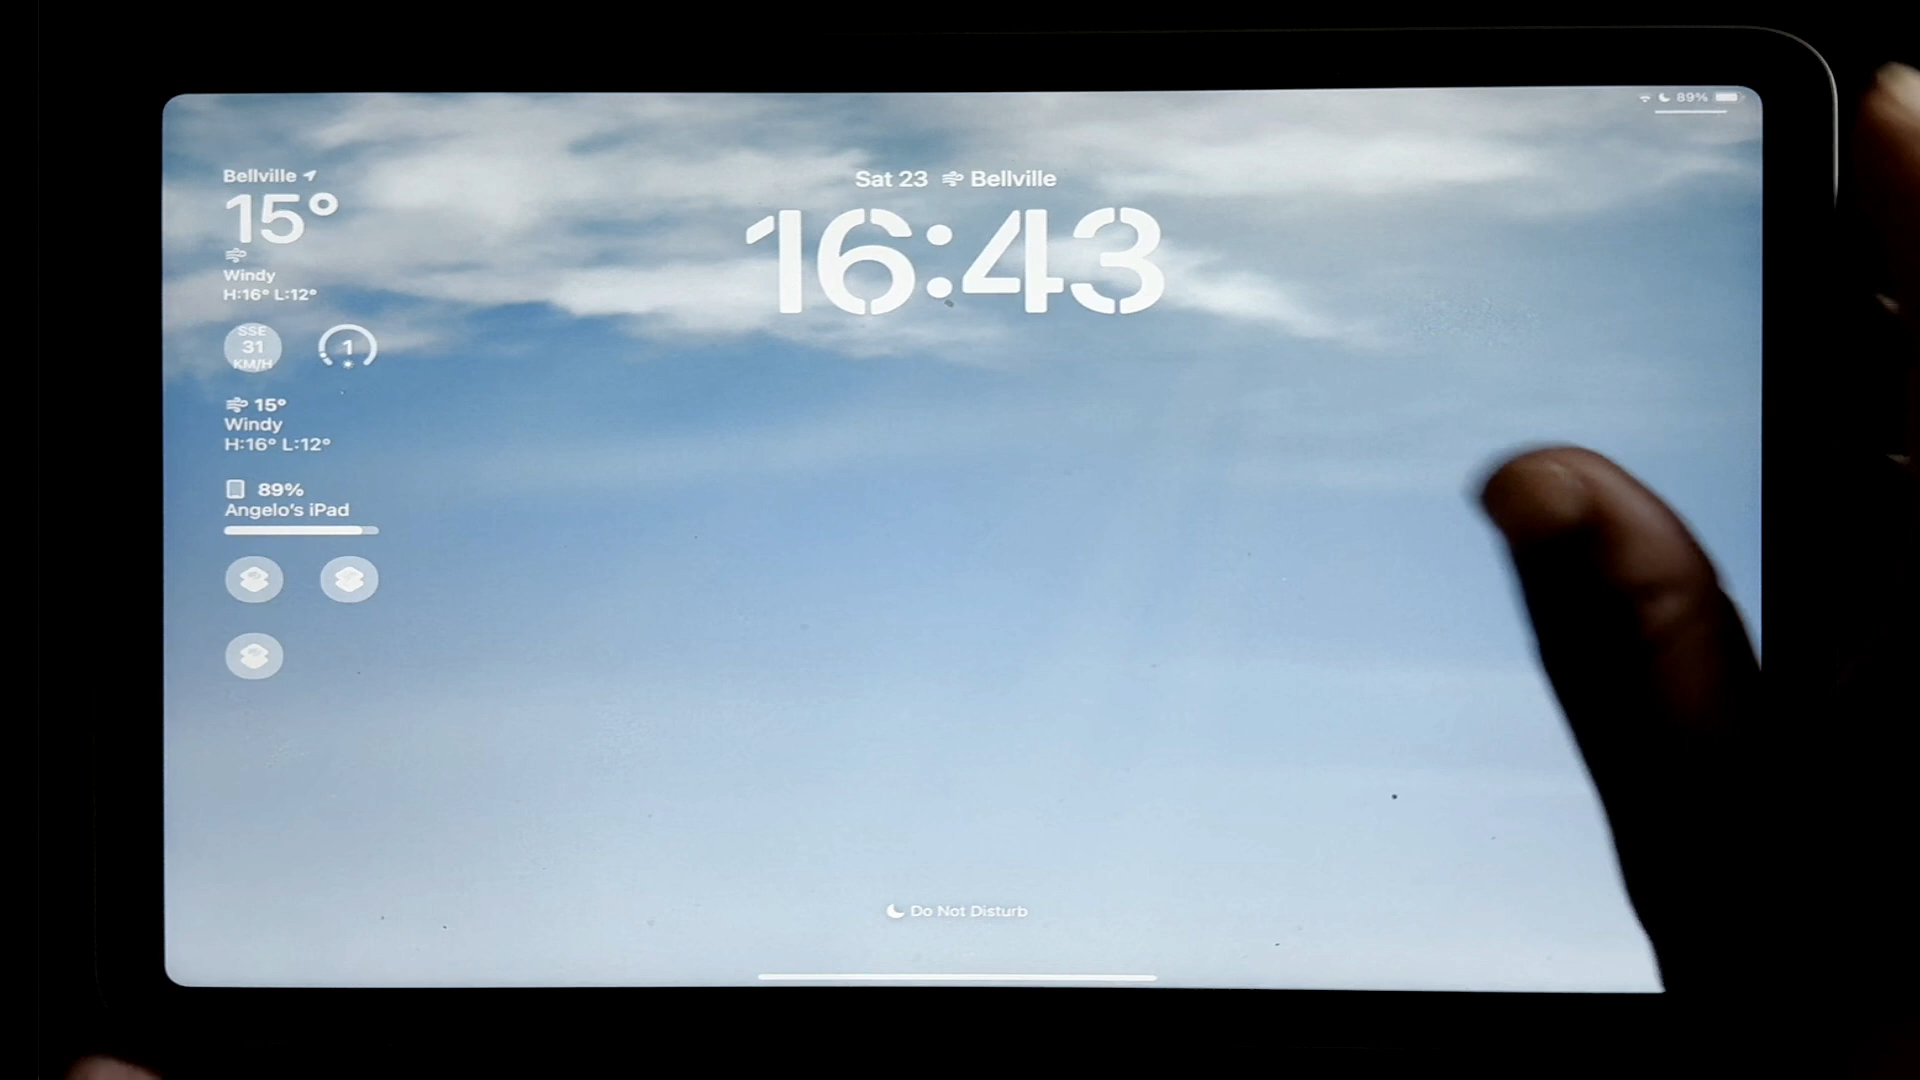 89%
Bellville
15°
Windy
H:16° L:12°
SSE
31
KM/H
1
15°
Windy
H:16° L:12°
89%
Angelo's iPad
Sat 23 Bellville
16:43
Do Not Disturb